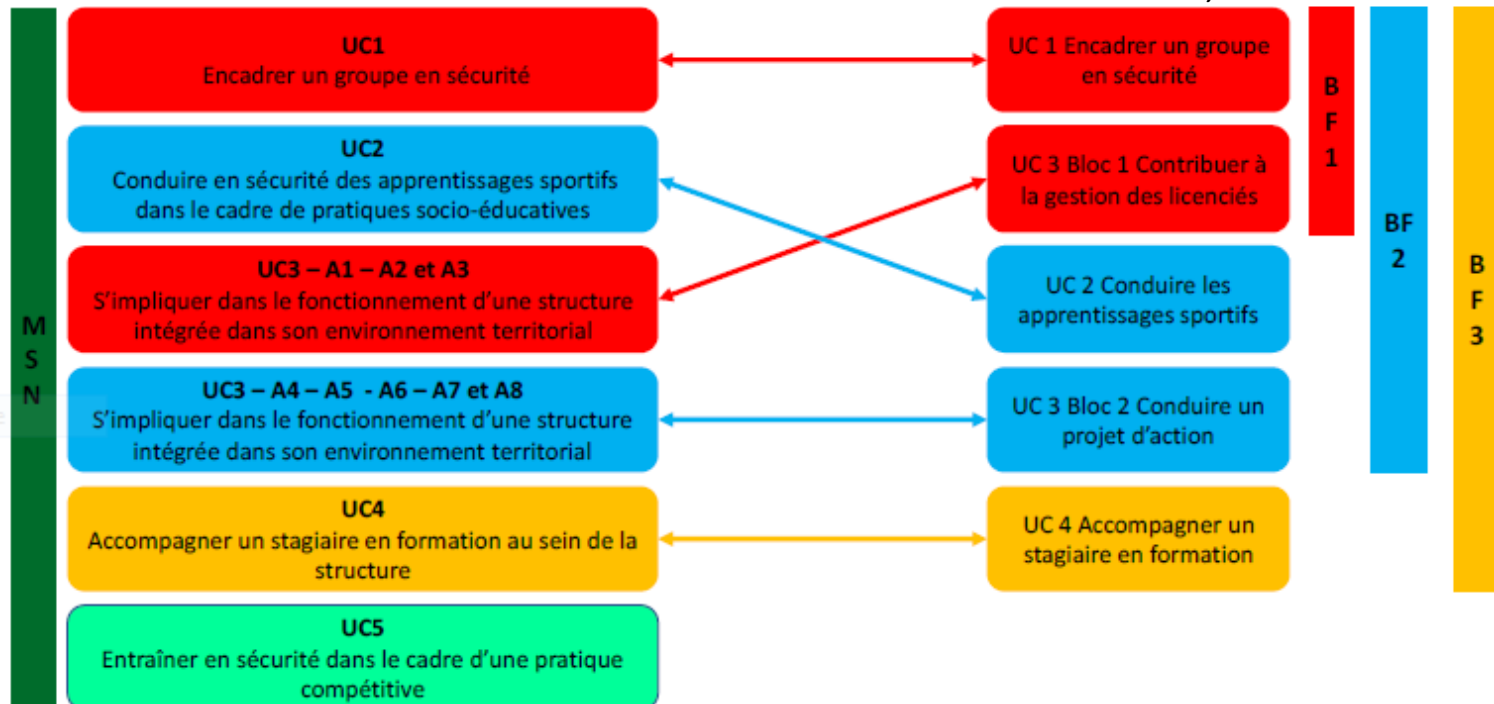 MSN
UC1
Encadrer un groupe en sécurité
UC2
Conduire en sécurité des apprentissages sportifs
dans le cadre de pratiques socio-éducatives
UC3 – A1 – A2 et A3
S'impliquer dans le fonctionnement d'une structure
intégrée dans son environnement territorial
UC3 – A4 – A5 - A6 – A7 et A8
S'impliquer dans le fonctionnement d'une structure
intégrée dans son environnement territorial
UC4
Accompagner un stagiaire en formation au sein de la
structure
UC5
Entraîner en sécurité dans le cadre d'une pratique
compétitive
UC 1 Encadrer un groupe
en sécurité
UC 3 Bloc 1 Contribuer à
la gestion des licenciés
UC 2 Conduire les
apprentissages sportifs
UC 3 Bloc 2 Conduire un
projet d'action
UC 4 Accompagner un
stagiaire en formation
B
F
1
BF
2
B
F
3